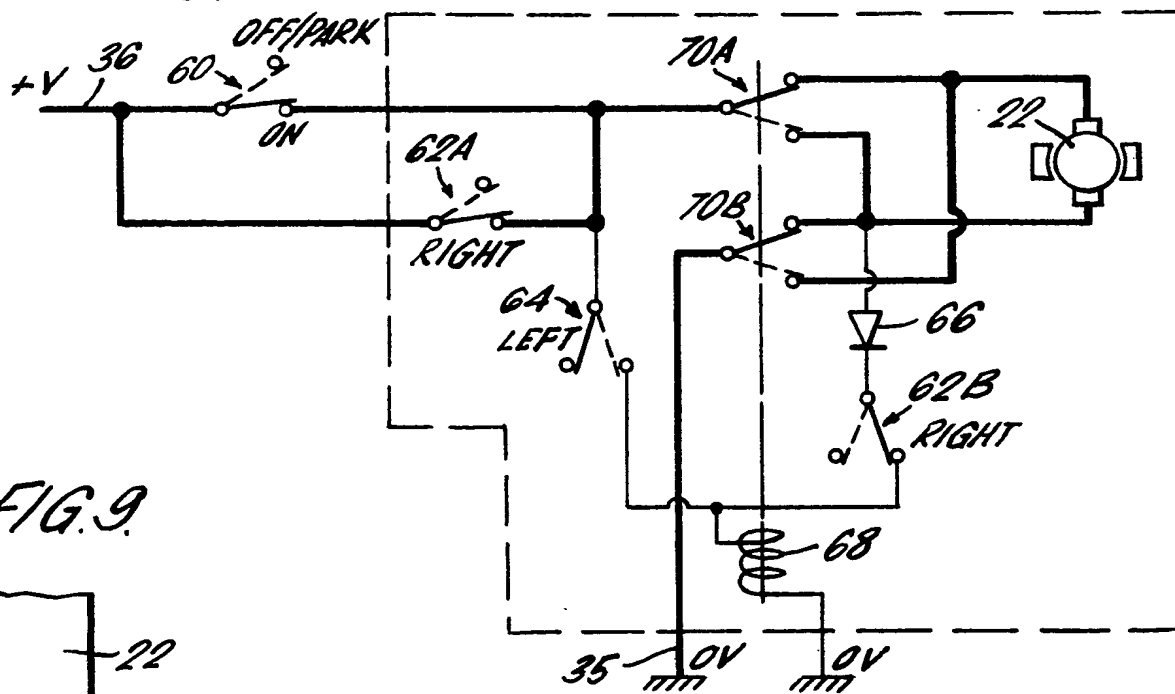 OFF/PARK
+V
36
60
ON
70A
22
62A
RIGHT
70B
64
LEFT
66
62B
RIGHT
FIG. 9.
68
22
35
0V
0V